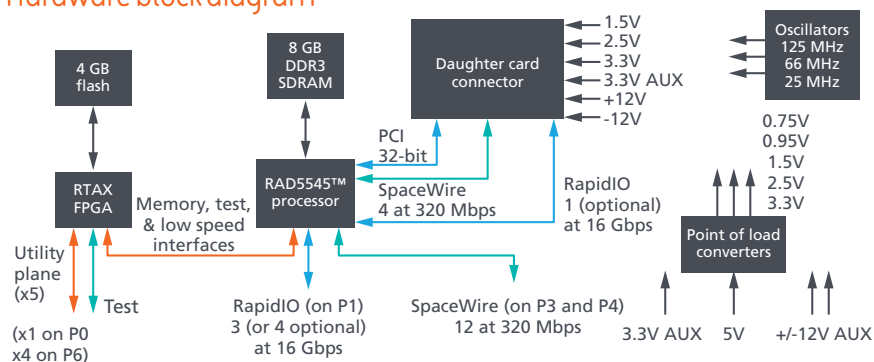 Hardware block diagram
4 GB
flash
8 GB
DDR3
SDRAM
Daughter card
connector
1.5V
2.5V
3.3V
3.3V AUX
+12V
-12V
Oscillators
125 MHz
66 MHz
25 MHz
PCI
32-bit
0.75V
0.95V
1.5V
2.5V
3.3V
RTAX
FPGA
Memory, test,
& low speed
interfaces
RAD5545™
processor
SpaceWire
4 at 320 Mbps
RapidIO
1 (optional)
at 16 Gbps
Point of load
converters
Utility
plane
(x5)
Test
(x1 on P0
x4 on P6)
RapidIO (on P1)
3 (or 4 optional)
at 16 Gbps
SpaceWire (on P3 and P4)
12 at 320 Mbps
3.3V AUX
5V
+/-12V AUX